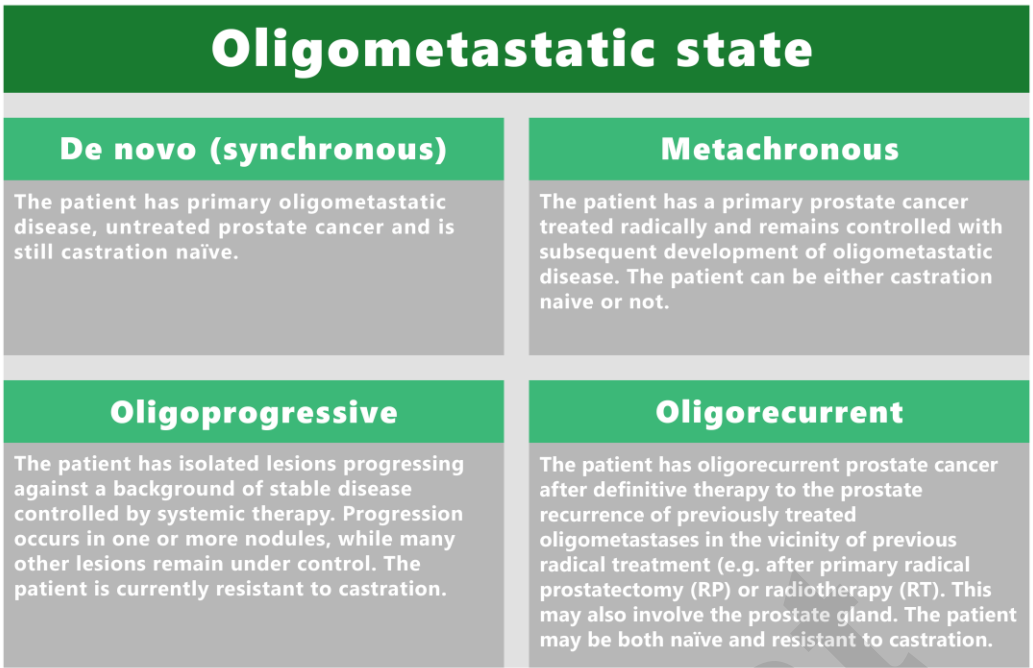 Oligometastatic state
De novo (synchronous)
The patient has primary oligometastatic
disease, untreated prostate cancer and is
still castration naïve.
Metachronous
The patient has a primary prostate cancer
treated radically and remains controlled with
subsequent development of oligometastatic
disease. The patient can be either castration
naive or not.
Oligoprogressive
The patient has isolated lesions progressing
against a background of stable disease
controlled by systemic therapy. Progression
occurs in one or more nodules, while many
other lesions remain under control. The
patient is currently resistant to castration.
Oligorecurrent
The patient has oligorecurrent prostate cancer
after definitive therapy to the prostate
recurrence of previously treated
oligometastases in the vicinity of previous
radical treatment (e.g. after primary radical
prostatectomy (RP) or radiotherapy (RT). This
may also involve the prostate gland. The patient
may be both naïve and resistant to castration.